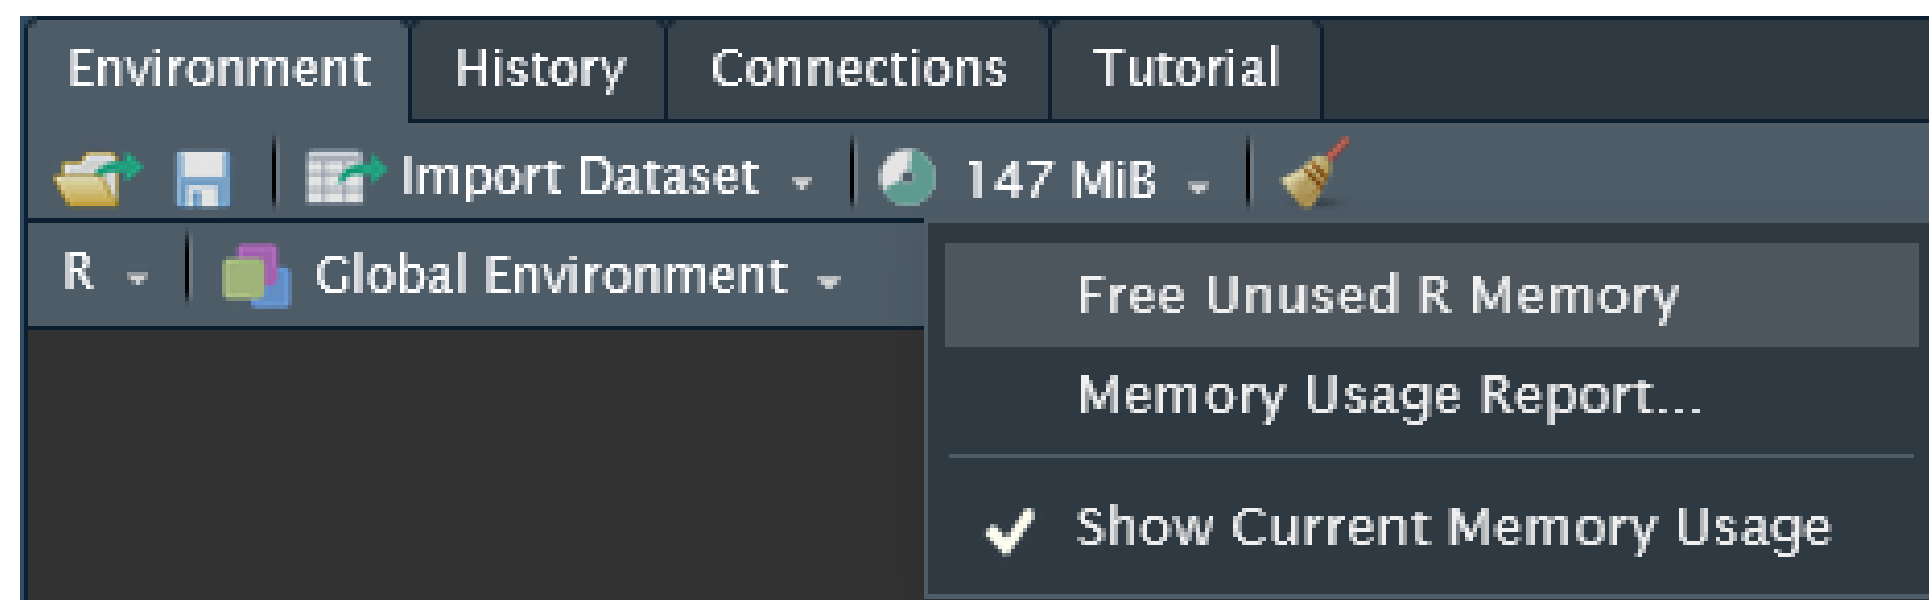 Environment History Connections Tutorial
Import Dataset 147 MiB
R Global Environment
Free Unused R Memory
Memory Usage Report...
Show Current Memory Usage